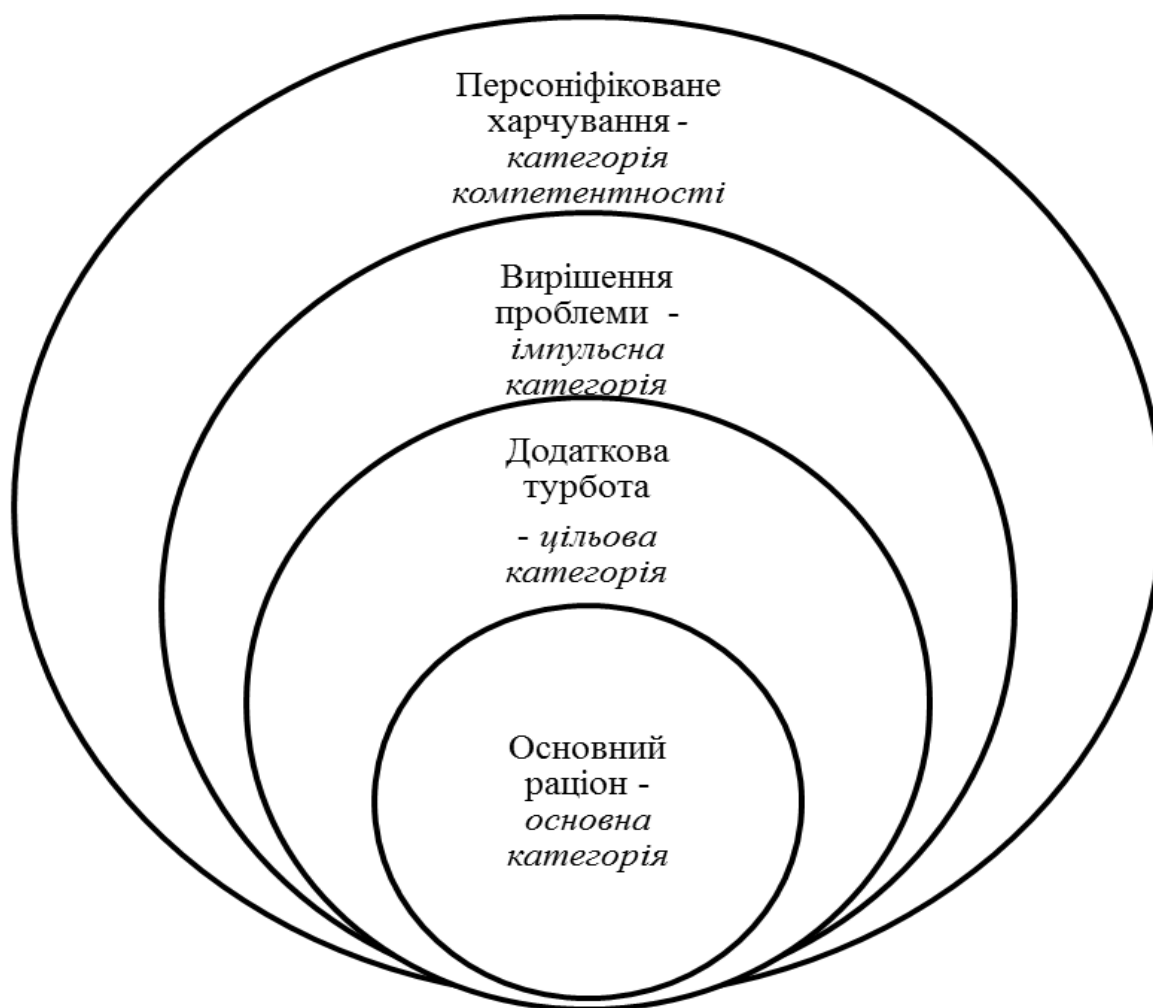 Персоніфіковане
харчування -
категорія
компетентності
Вирішення
проблеми -
імпульсна
категорія
Додаткова
турбота
- цільова
категорія
Основний
раціон -
основна
категорія